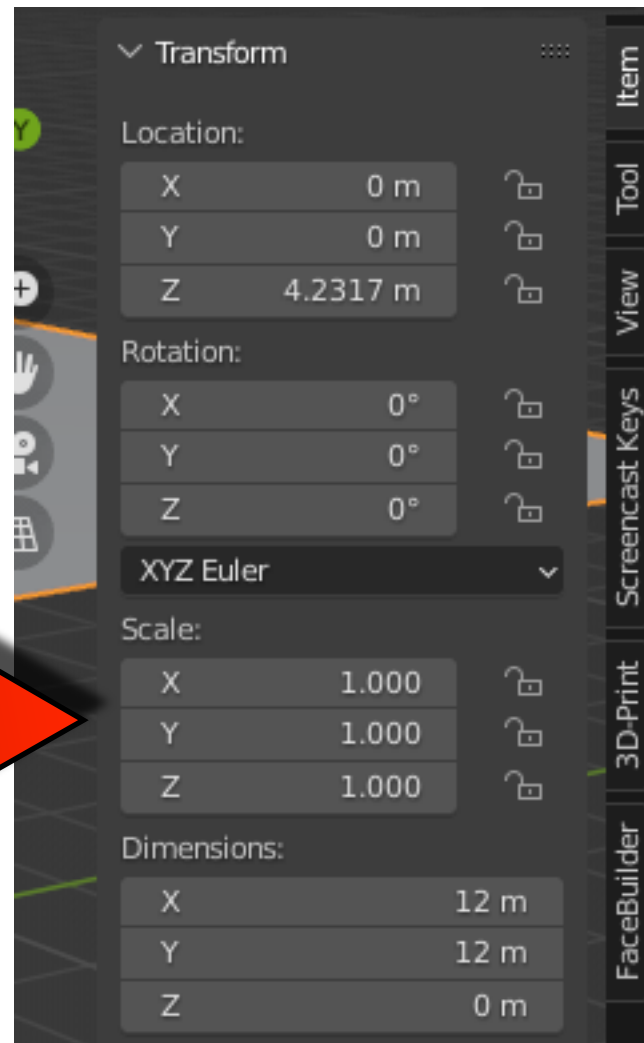 Transform
Location:
X 0 m
Y 0 m
Z 4.2317 m
Rotation:
X 0°
Y 0°
Z 0°
XYZ Euler
Scale:
X 1.000
Y 1.000
Z 1.000
Dimensions:
X 12 m
Y 12 m
Z 0 m
Y
Item
Tool
View
Screencast Keys
3D-Print
FaceBuilder